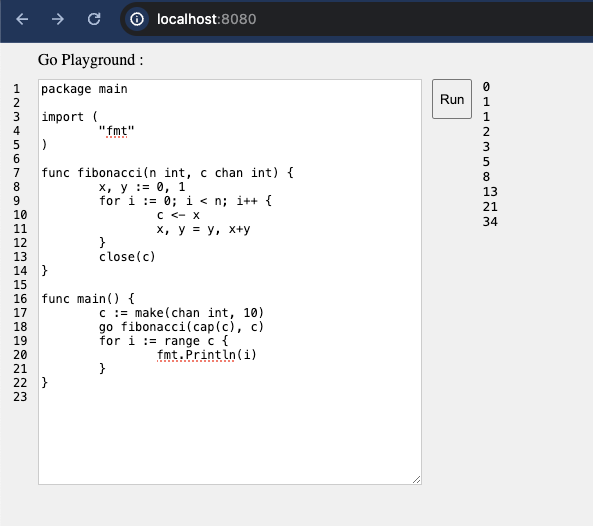 localhost:8080
Go Playground :
1 package main
2
3 import (
4 "fmt"
5 )
6
7 func fibonacci(n int, c chan int) {
8 x, y := 0, 1
9 for i := 0; i < n; i++ {
10 c <- x
11 x, y = y, x+y
12 }
13 close(c)
14 }
15
16 func main() {
17 c := make(chan int, 10)
18 go fibonacci(cap(c), c)
19 for i := range c {
20 fmt.Println(i)
21 }
22 }
23
Run
0
1
1
2
3
5
8
13
21
34